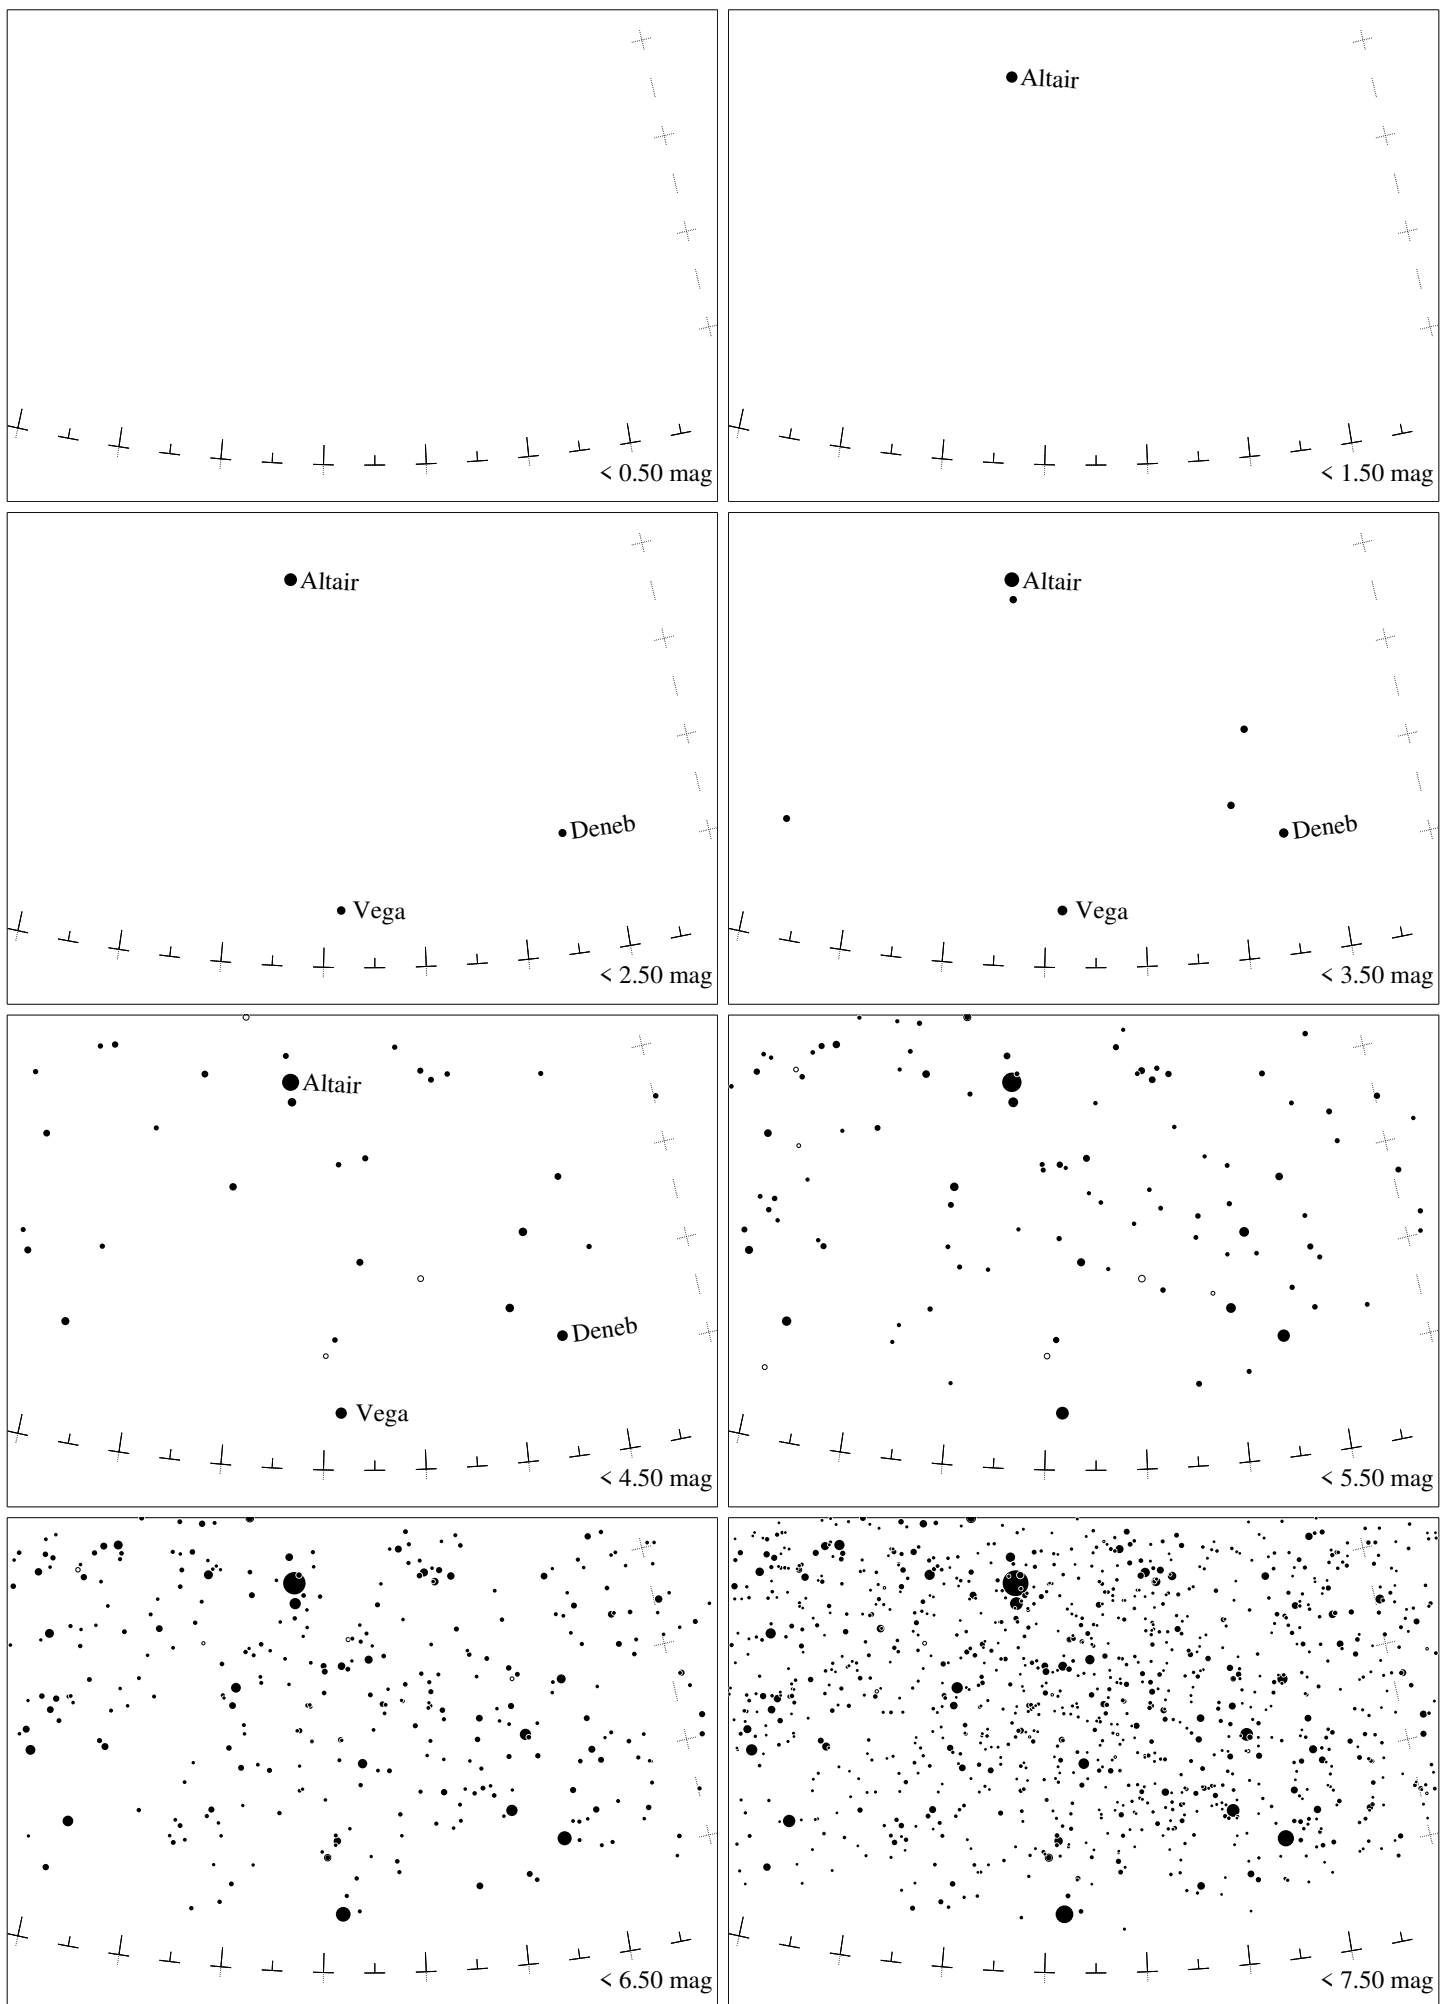 < 0.50 mag
Altair
< 1.50 mag
Altair
Deneb
Vega
< 2.50 mag
Altair
Deneb
Vega
< 3.50 mag
Altair
Deneb
Vega
< 4.50 mag
< 5.50 mag
< 6.50 mag
< 7.50 mag